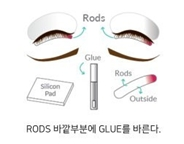 Rods
Glue
Rods
Silicon
Pad
Outside
RODS 바깥부분에 GLUE를 바른다.